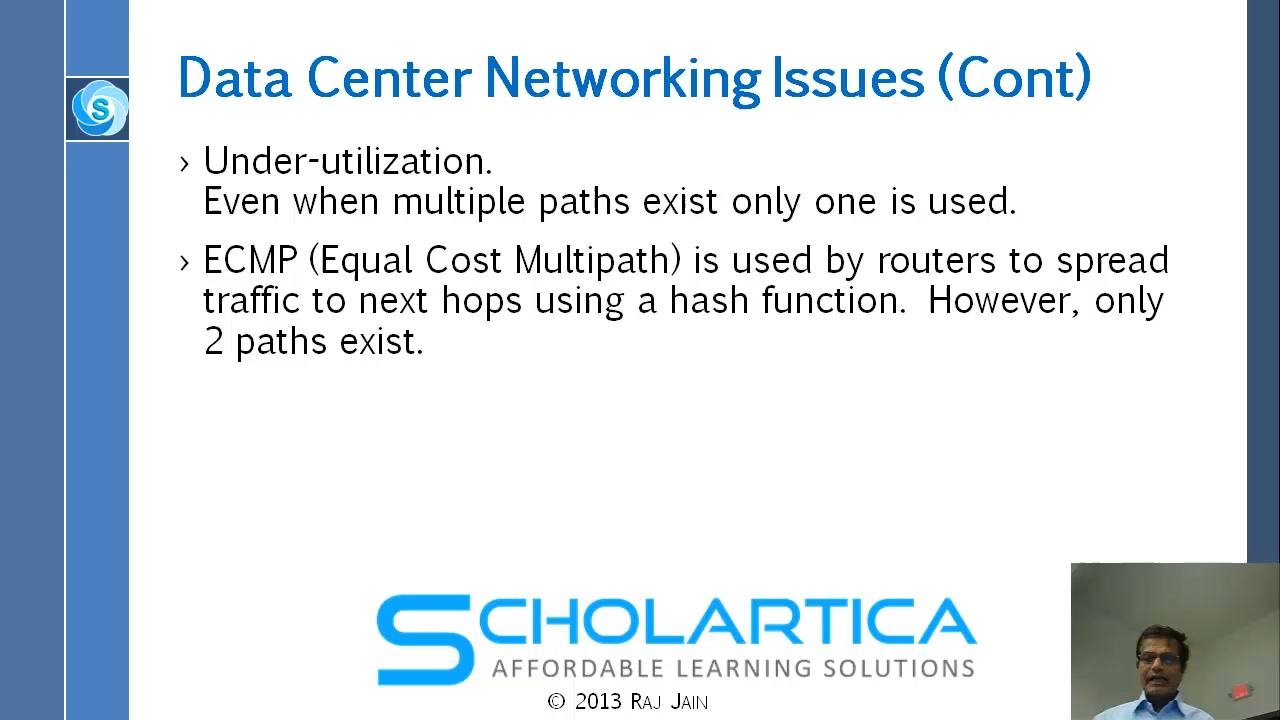 Data Center Networking Issues (Cont)
S
› Under-utilization.
Even when multiple paths exist only one is used.
› ECMP (Equal Cost Multipath) is used by routers to spread
traffic to next hops using a hash function.  However, only
2 paths exist.
SCHOLARTICA
AFFORDABLE LEARNING SOLUTIONS
© 2013 RAJ JAIN